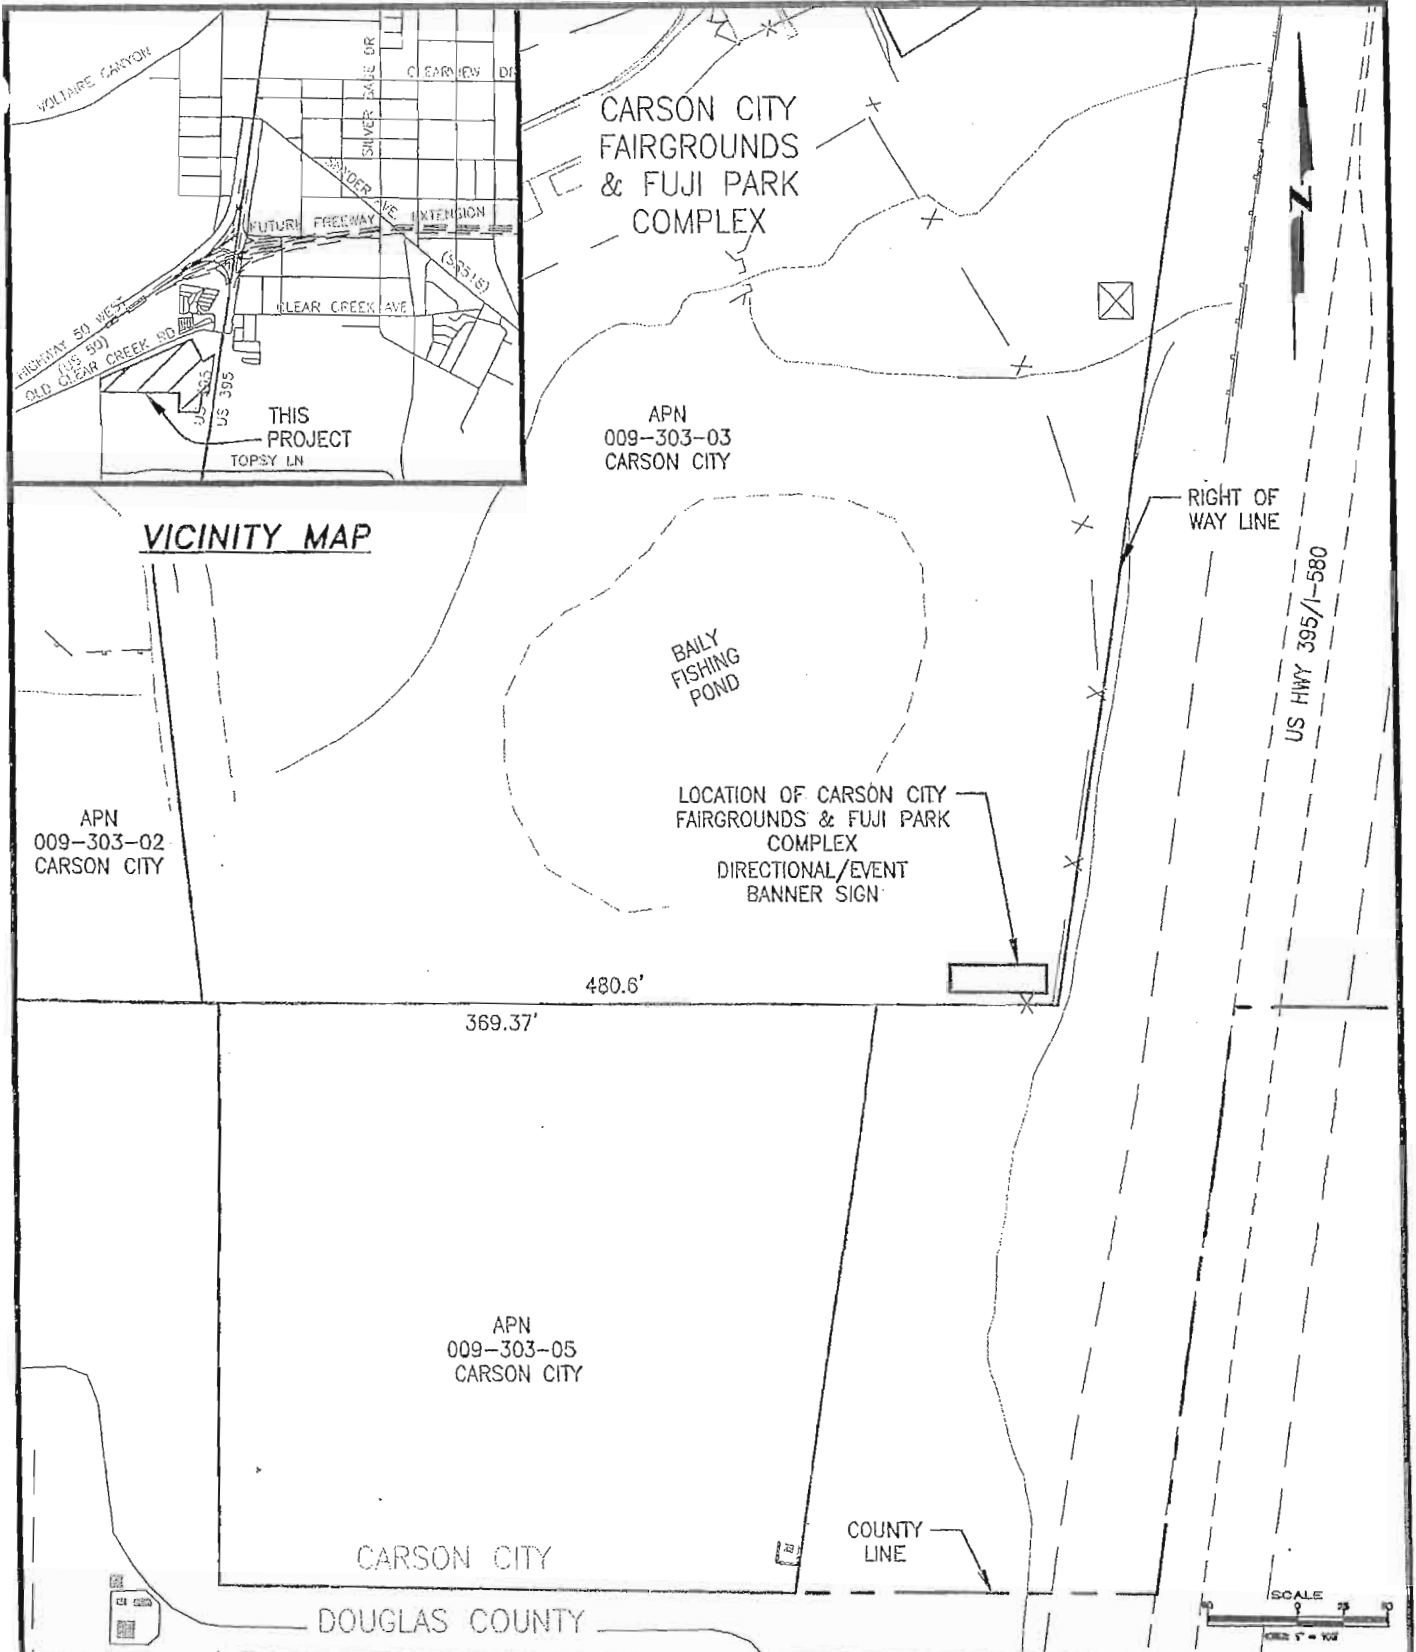 VOLTAIRE CANYON
SILVER SAGE DR
CLEARVIEW DR
SNYDER AVE
(SR518)
FUTURE FREEWAY EXTENSION
CLEAR CREEK AVE
HIGHWAY 50 WEST
(US 50)
OLD CLEAR CREEK RD
US 395
US 395
THIS
PROJECT
TOPSY LN
VICINITY MAP
CARSON CITY
FAIRGROUNDS
& FUJI PARK
COMPLEX
N
APN
009-303-03
CARSON CITY
RIGHT OF
WAY LINE
US HWY 395/I-580
BAILY
FISHING
POND
APN
009-303-02
CARSON CITY
LOCATION OF CARSON CITY
FAIRGROUNDS & FUJI PARK
COMPLEX
DIRECTIONAL/EVENT
BANNER SIGN
480.6'
369.37'
APN
009-303-05
CARSON CITY
COUNTY
LINE
CARSON CITY
DOUGLAS COUNTY
SCALE
0 25 50